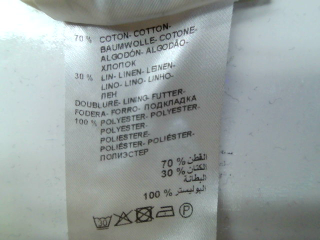 70 % COTON- COTTON-
BAUMWOLLE, COTONE-
ALGODÓN- ALGODÃO-
ХЛОПОК
30 % LIN- LINEN- LEINEN-
LINO- LINO- LINHO-
ЛЕН
DOUBLURE- LINING- FUTTER-
FODERA- FORRO- ПОДКЛАДКА
100 % POLYESTER- POLYESTER-
POLYESTER-
POLIESTERE-
POLIÉSTER- POLIÉSTER-
ПОЛИЭСТЕР
القطن % 70
الكتان % 30
البطانة
البوليستر % 100
P